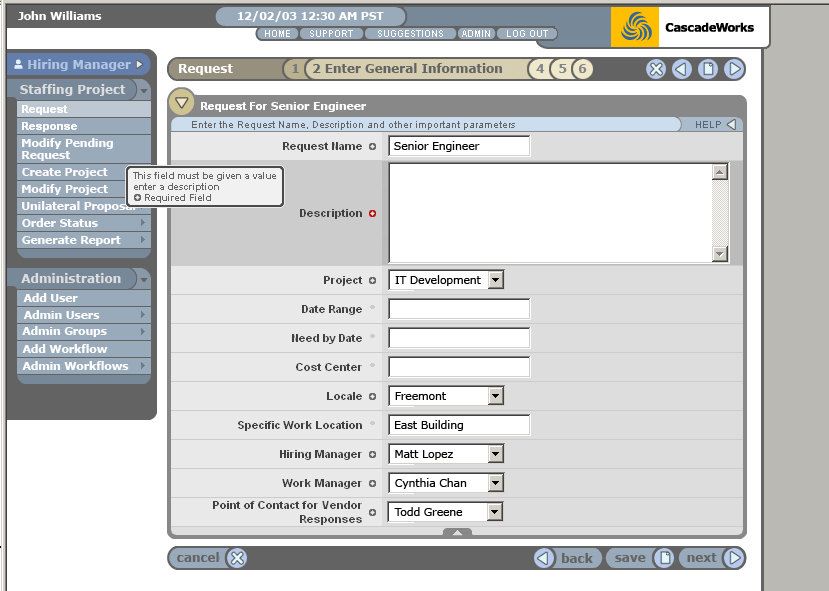 John Williams
12/02/03 12:30 AM PST
HOME SUPPORT SUGGESTIONS ADMIN LOG OUT
CascadeWorks
Hiring Manager
Staffing Project
Request
Response
Modify Pending
Request
Create Project
Modify Project
Unilateral Propos
Order Status
Generate Report
Administration
Add User
Admin Users
Admin Groups
Add Workflow
Admin Workflows
This field must be given a value
enter a description
Required Field
Request 1 2 Enter General Information 4 5 6
Request For Senior Engineer
Enter the Request Name, Description and other important parameters HELP
Request Name Senior Engineer
Description
Project IT Development
Date Range
Need by Date
Cost Center
Locale Freemont
Specific Work Location East Building
Hiring Manager Matt Lopez
Work Manager Cynthia Chan
Point of Contact for Vendor
Responses Todd Greene
cancel back save next